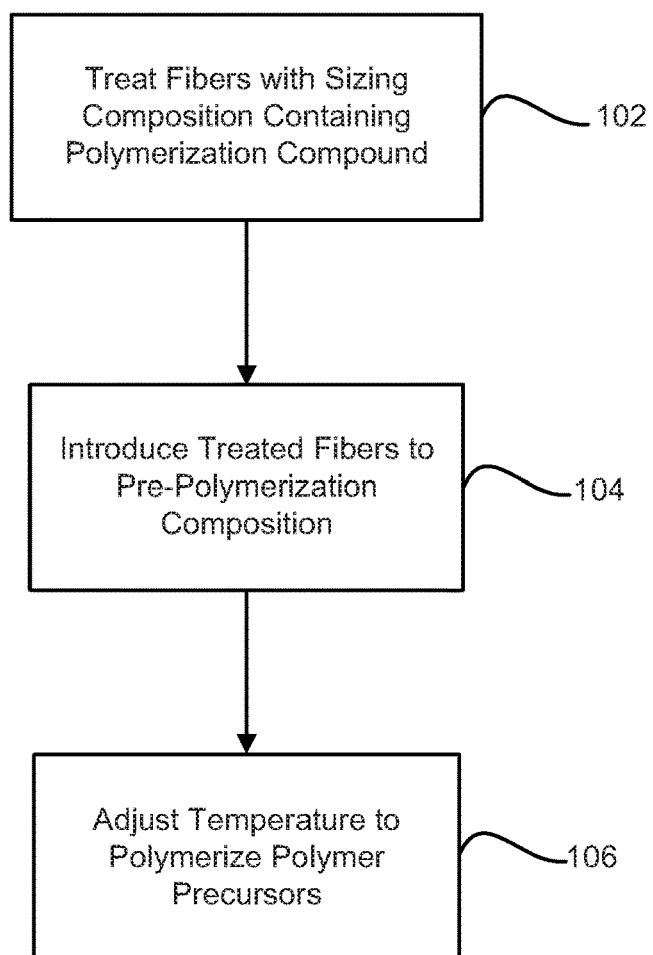 Treat Fibers with Sizing
Composition Containing
Polymerization Compound
102
Introduce Treated Fibers to
Pre-Polymerization
Composition
104
Adjust Temperature to
Polymerize Polymer
Precursors
106